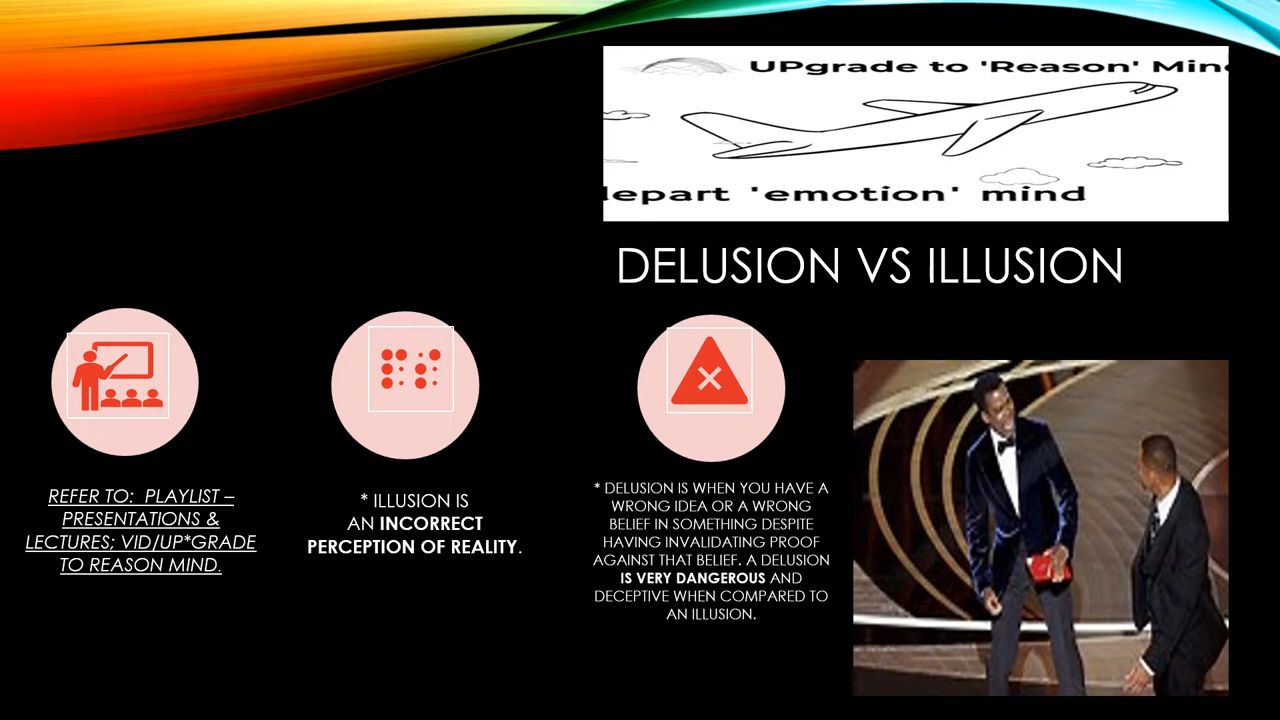 UPgrade to 'Reason'
'emotion' mind
DELUSION VS ILLUSION
REFER TO: PLAYLIST –
PRESENTATIONS &
LECTURES; VID/UP*GRADE
TO REASON MIND.
* ILLUSION IS
AN INCORRECT
PERCEPTION OF REALITY.
* DELUSION IS WHEN YOU HAVE A
WRONG IDEA OR A WRONG
BELIEF IN SOMETHING DESPITE
HAVING INVALIDATING PROOF
AGAINST THAT BELIEF. A DELUSION
IS VERY DANGEROUS AND
DECEPTIVE WHEN COMPARED TO
AN ILLUSION.